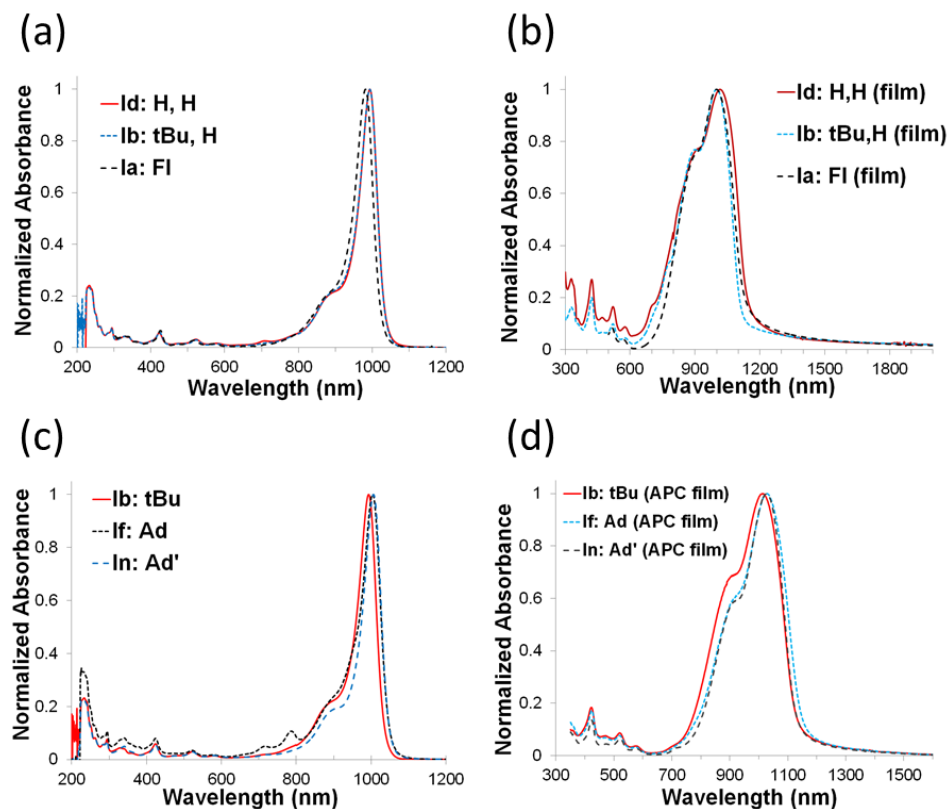 (a)
Normalized Absorbance
1
0.8
0.6
0.4
0.2
0
Id: H, H
Ib: tBu, H
Ia: Fl
200 400 600 800 1000 1200
Wavelength (nm)
(b)
Normalized Absorbance
1
0.8
0.6
0.4
0.2
0
Id: H,H (film)
Ib: tBu,H (film)
Ia: Fl (film)
300 600 900 1200 1500 1800
Wavelength (nm)
(c)
Normalized Absorbance
1
0.8
0.6
0.4
0.2
0
Ib: tBu
If: Ad
In: Ad'
200 400 600 800 1000 1200
Wavelength (nm)
(d)
Normalized Absorbance
1
0.8
0.6
0.4
0.2
0
Ib: tBu (APC film)
If: Ad (APC film)
In: Ad' (APC film)
300 500 700 900 1100 1300 1500
Wavelength (nm)